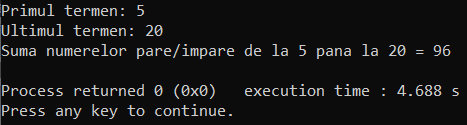 Primul termen: 5
Ultimul termen: 20
Suma numerelor pare/impare de la 5 pana la 20 = 96
Process returned 0 (0x0)   execution time : 4.688 s
Press any key to continue.